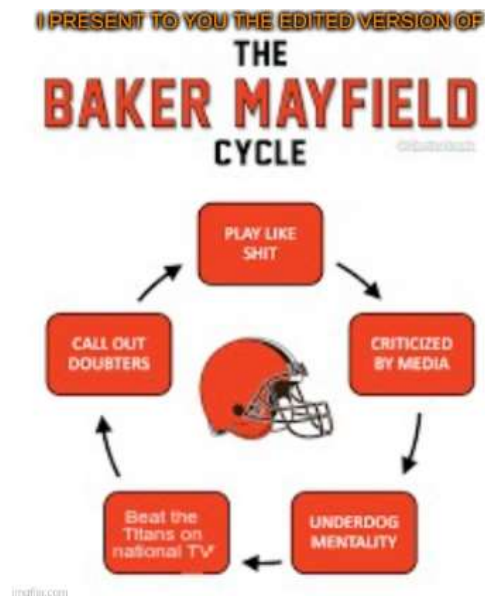 I PRESENT TO YOU THE EDITED VERSION OF
THE
BAKER MAYFIELD
CYCLE
PLAY LIKE
SHIT
CRITICIZED
BY MEDIA
UNDERDOG
MENTALITY
Beat the
Titans on
national TV
CALL OUT
DOUBTERS
imgflip.com